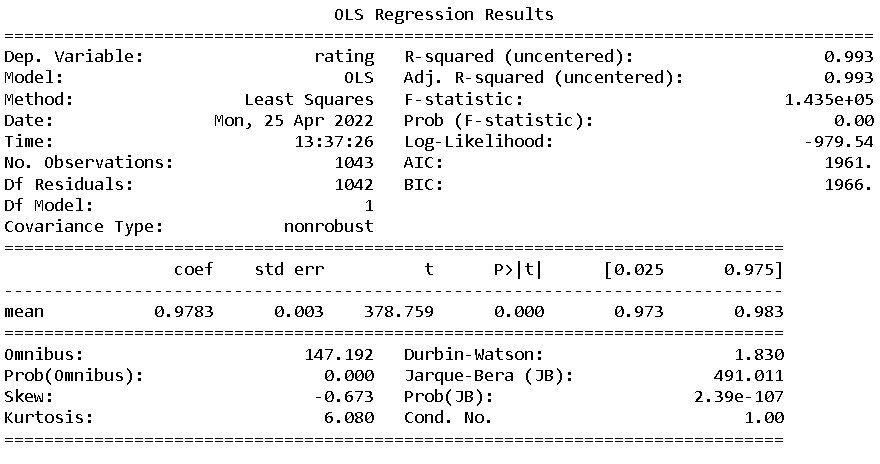 OLS Regression Results
==============================================================================
Dep. Variable: rating R-squared (uncentered): 0.993
Model: OLS Adj. R-squared (uncentered): 0.993
Method: Least Squares F-statistic: 1.435e+05
Date: Mon, 25 Apr 2022 Prob (F-statistic): 0.00
Time: 13:37:26 Log-Likelihood: -979.54
No. Observations: 1043 AIC: 1961.
Df Residuals: 1042 BIC: 1966.
Df Model: 1
Covariance Type: nonrobust
==============================================================================
coef std err t P>|t| [0.025 0.975]
------------------------------------------------------------------------------
mean 0.9783 0.003 378.759 0.000 0.973 0.983
==============================================================================
Omnibus: 147.192 Durbin-Watson: 1.830
Prob(Omnibus): 0.000 Jarque-Bera (JB): 491.011
Skew: -0.673 Prob(JB): 2.39e-107
Kurtosis: 6.080 Cond. No. 1.00
==============================================================================